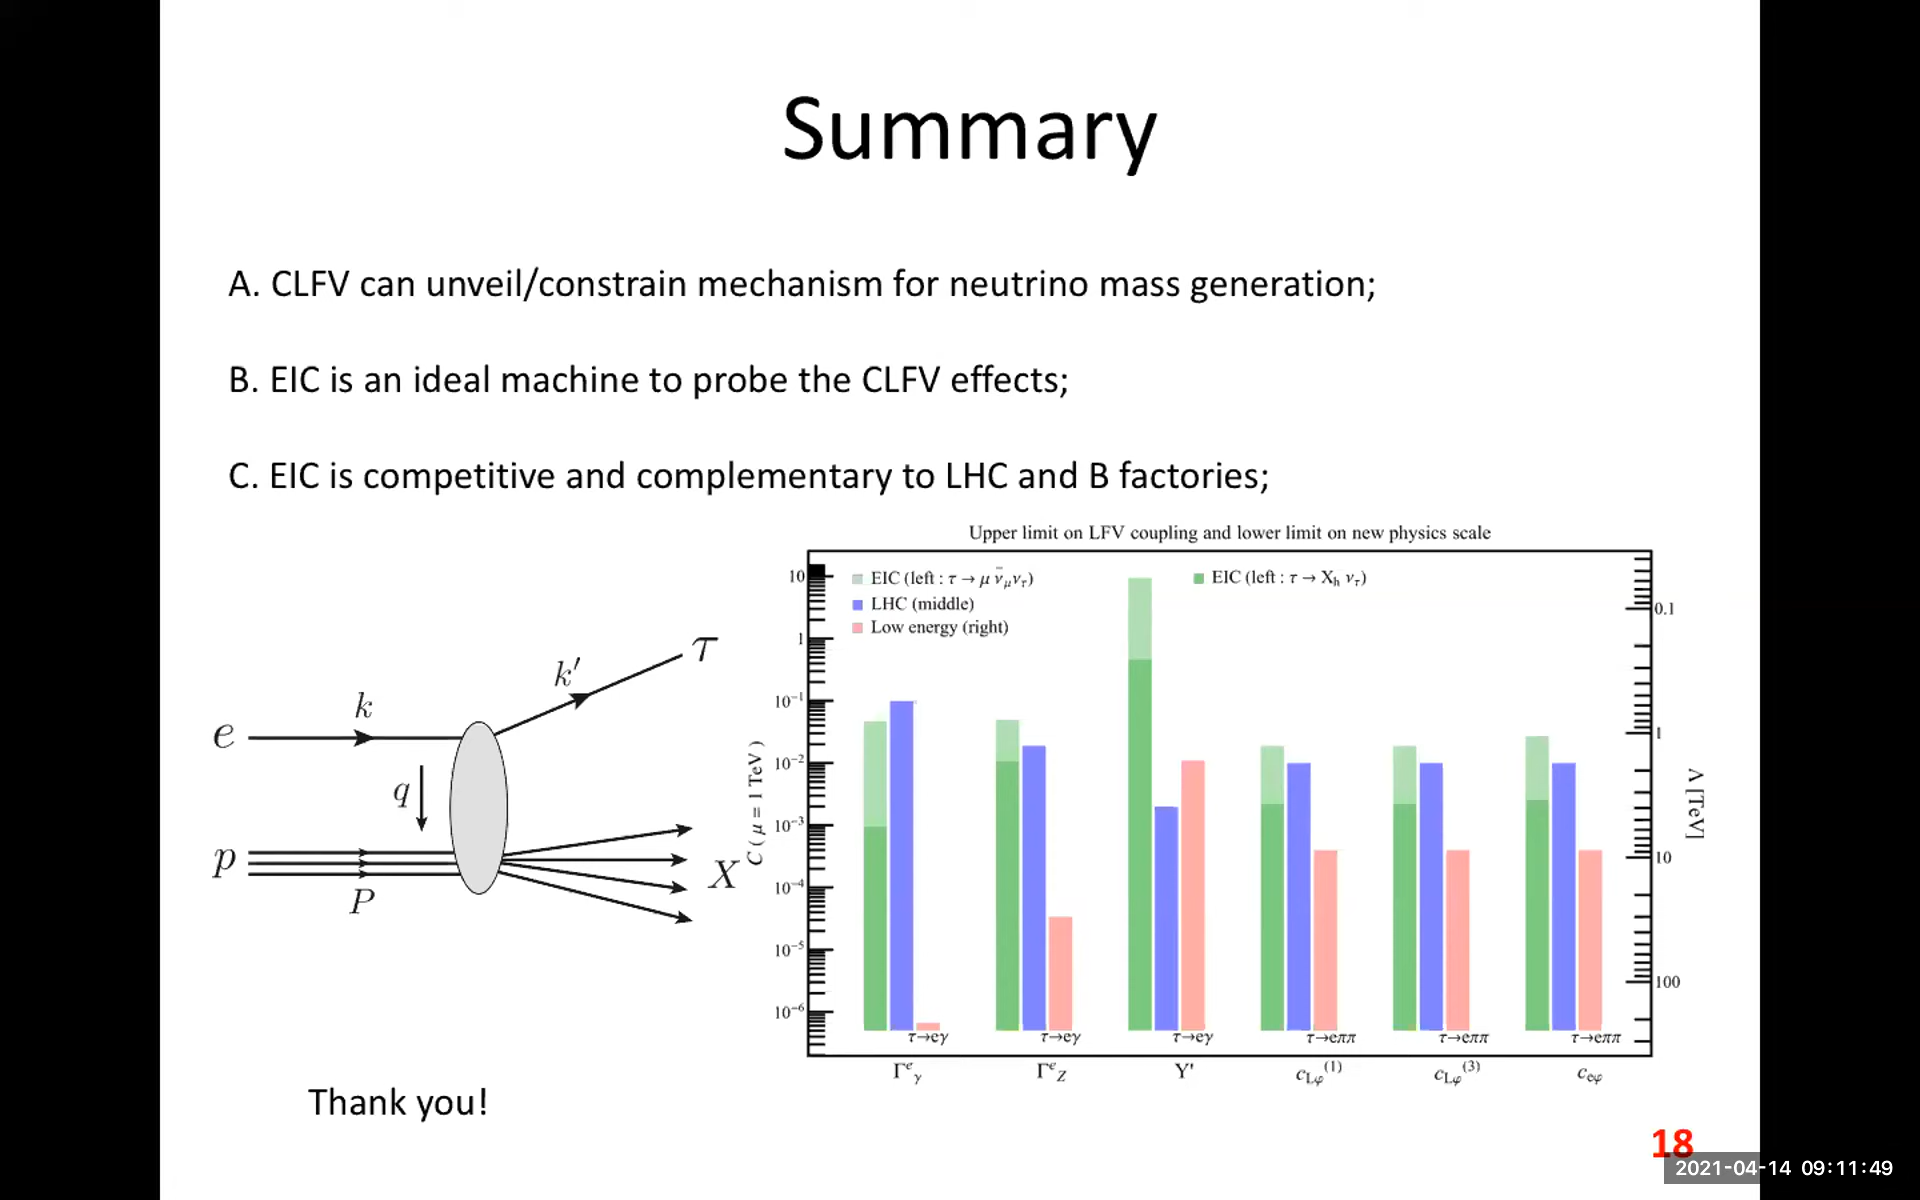 Summary
A. CLFV can unveil/constrain mechanism for neutrino mass generation;
B. EIC is an ideal machine to probe the CLFV effects;
C. EIC is competitive and complementary to LHC and B factories;
e
k
k′
τ
q
p
P
X
Upper limit on LFV coupling and lower limit on new physics scale
EIC (left : τ → μ ν̄_μ ν_τ)
EIC (left : τ → X_h ν_τ)
LHC (middle)
Low energy (right)
C ( μ = 1 TeV )
10
1
10⁻¹
10⁻²
10⁻³
10⁻⁴
10⁻⁵
10⁻⁶
0.1
1
10
100
Λ [TeV]
τ→eγ τ→eγ τ→eγ τ→eππ τ→eππ τ→eππ
Γ^e_γ Γ^e_Z Y' c_Lφ^(1) c_Lφ^(3) c_eφ
Thank you!
18
2021-04-14 09:11:49